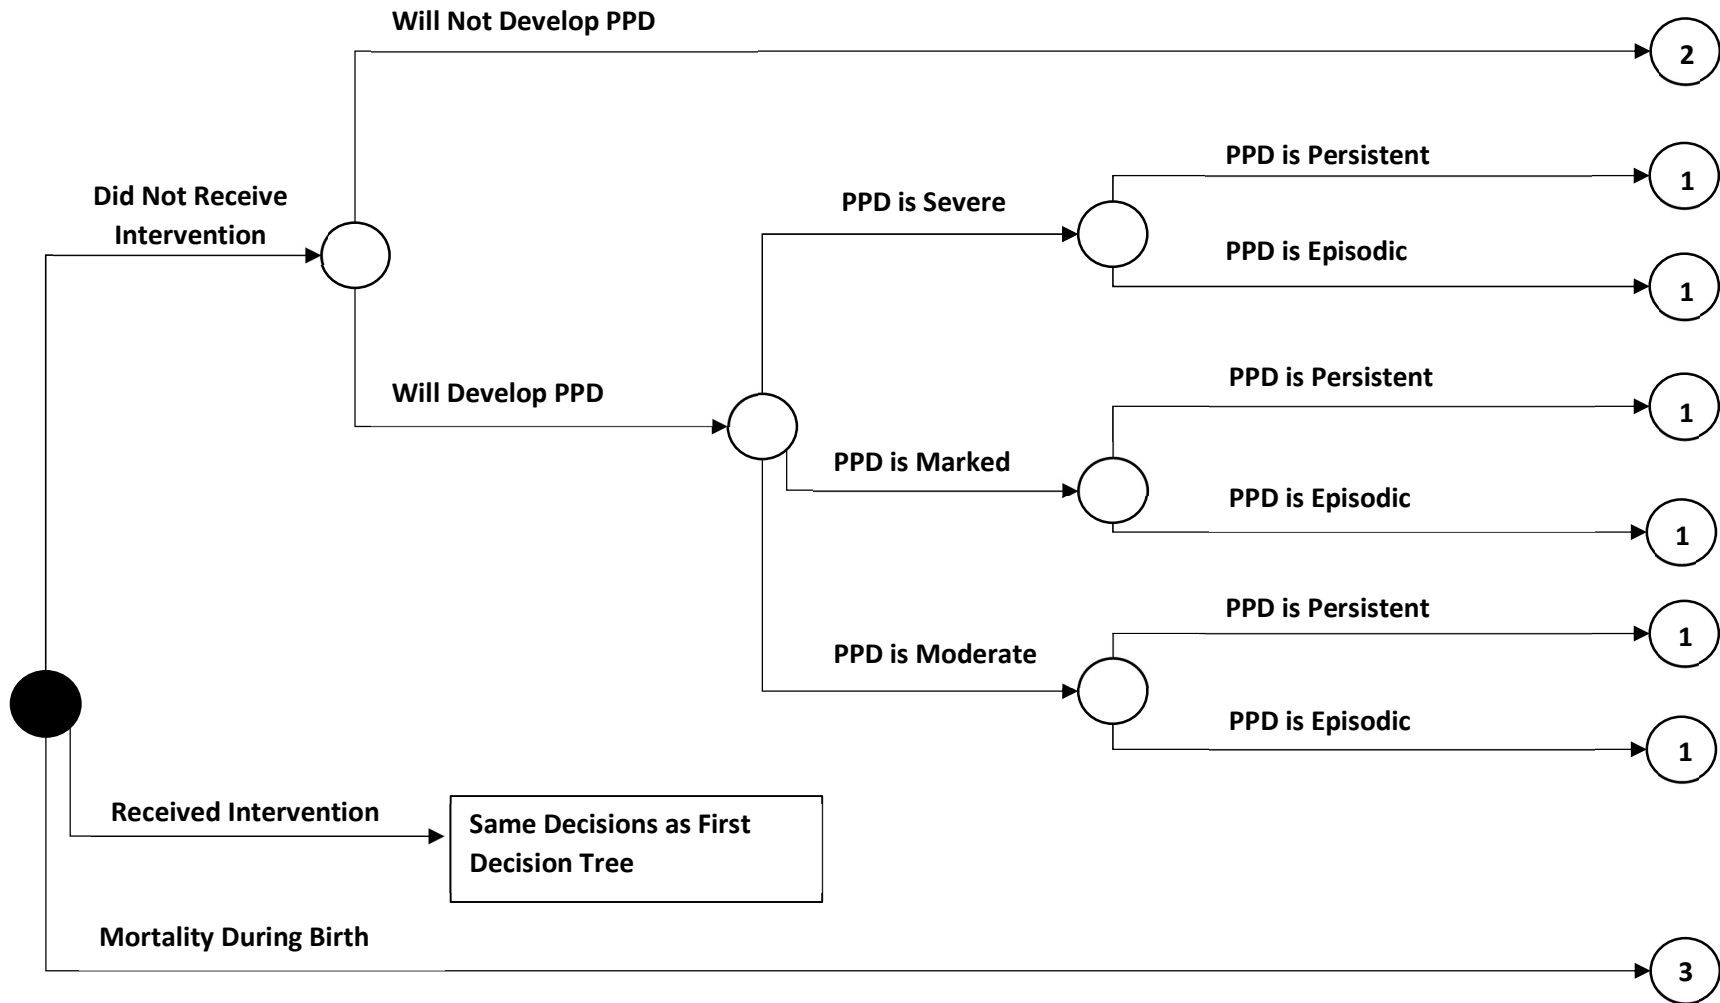 Will Not Develop PPD
2
PPD is Persistent
1
Did Not Receive
Intervention
PPD is Severe
PPD is Episodic
1
PPD is Persistent
1
Will Develop PPD
PPD is Marked
PPD is Episodic
1
PPD is Persistent
1
PPD is Moderate
PPD is Episodic
1
Received Intervention
Same Decisions as First
Decision Tree
Mortality During Birth
3